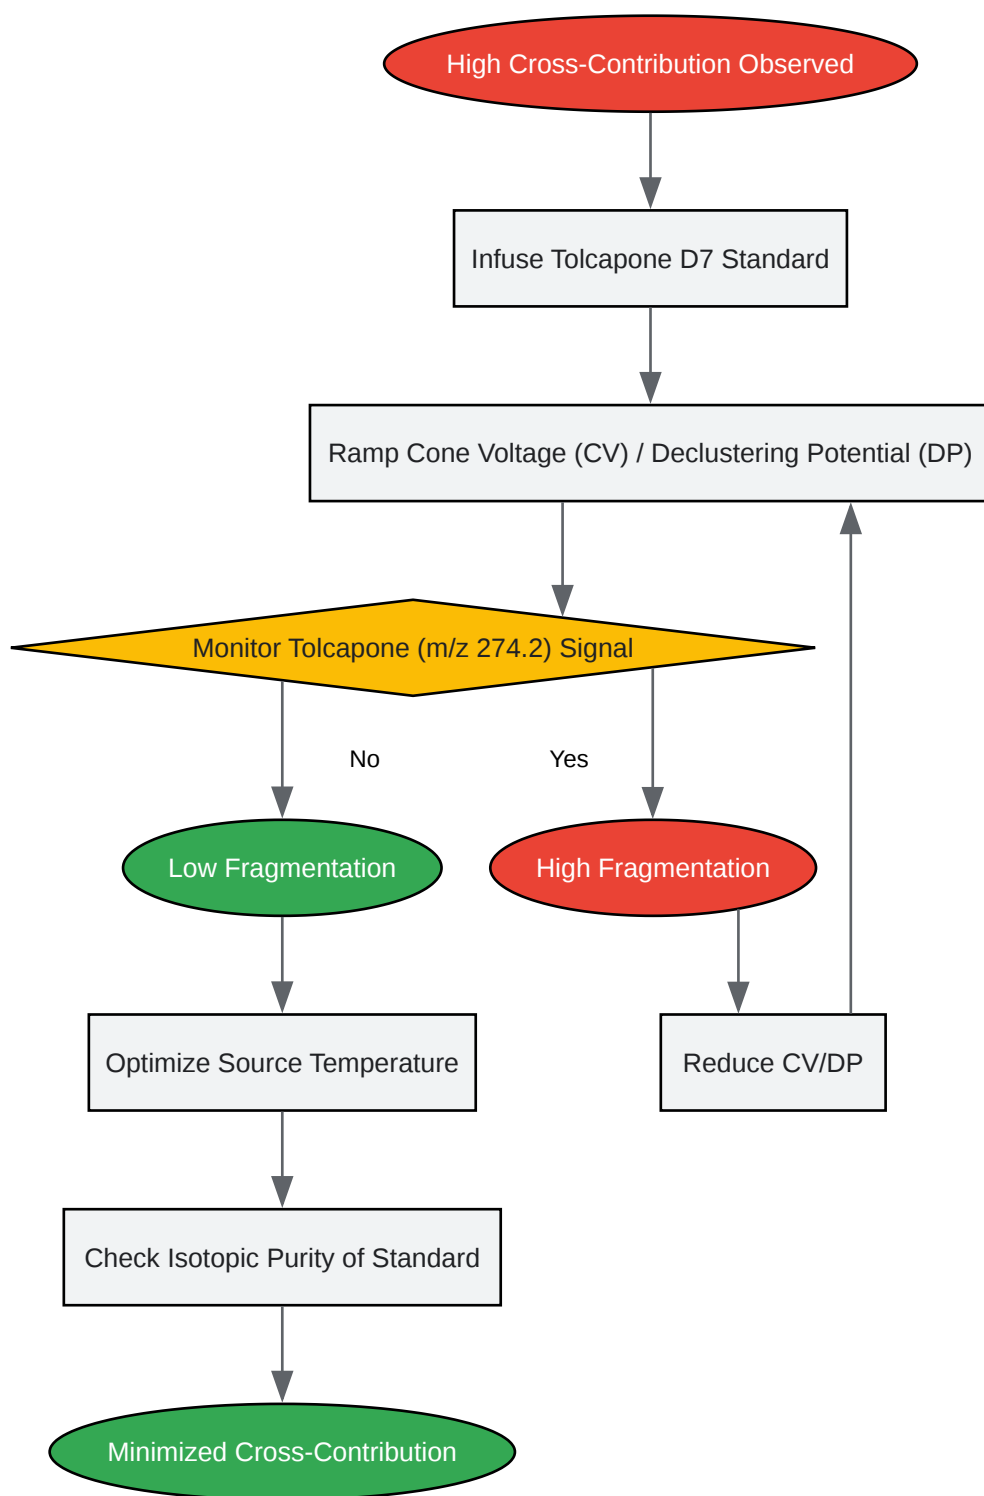 High Cross-Contribution Observed
Infuse Tolcapone D7 Standard
Ramp Cone Voltage (CV) / Declustering Potential (DP)
Monitor Tolcapone (m/z 274.2) Signal
No
Yes
Low Fragmentation
High Fragmentation
Optimize Source Temperature
Reduce CV/DP
Check Isotopic Purity of Standard
Minimized Cross-Contribution